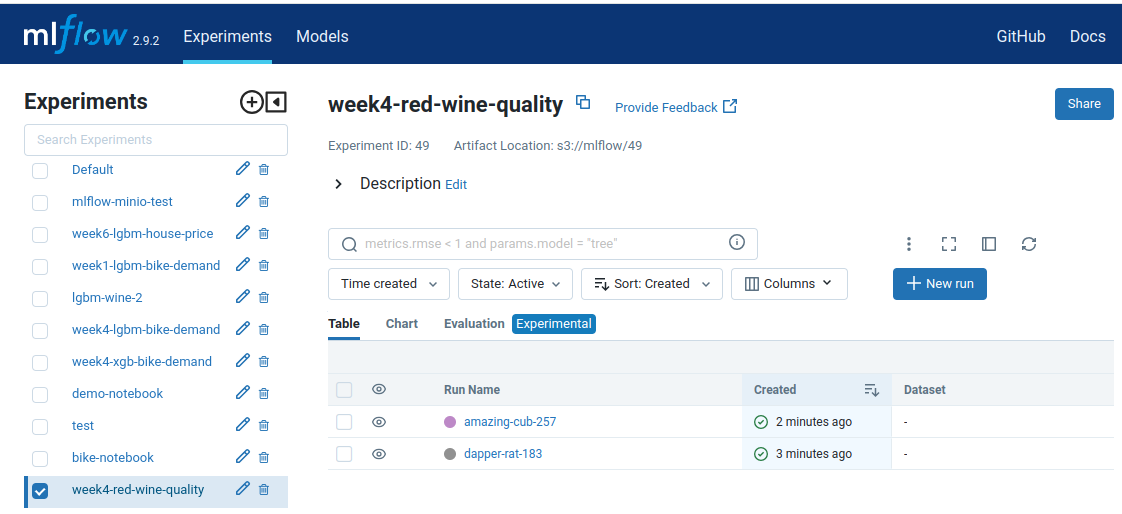 mlflow 2.9.2 Experiments Models GitHub Docs
Experiments
Search Experiments
Default
mlflow-minio-test
week6-lgbm-house-price
week1-lgbm-bike-demand
lgbm-wine-2
week4-lgbm-bike-demand
week4-xgb-bike-demand
demo-notebook
test
bike-notebook
week4-red-wine-quality
week4-red-wine-quality Provide Feedback Share
Experiment ID: 49 Artifact Location: s3://mlflow/49
Description Edit
metrics.rmse < 1 and params.model = "tree"
Time created State: Active Sort: Created Columns + New run
Table Chart Evaluation Experimental
Run Name Created Dataset
amazing-cub-257 2 minutes ago -
dapper-rat-183 3 minutes ago -